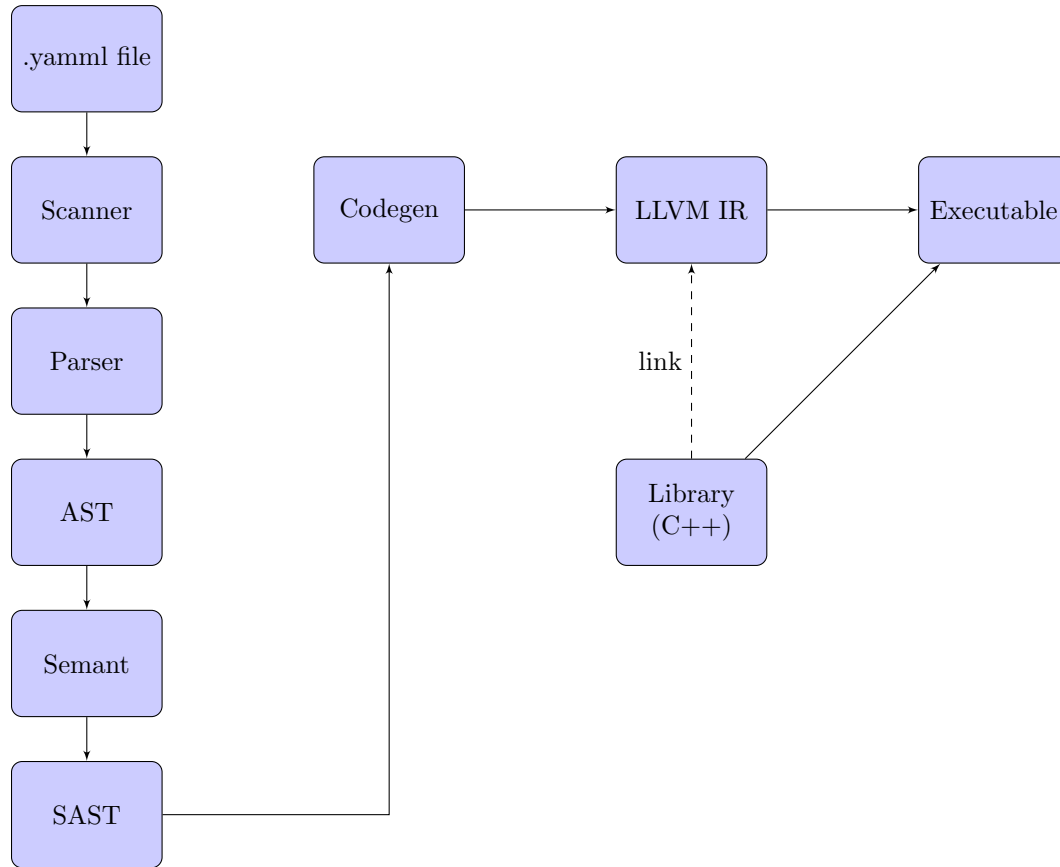 .yamml file
Scanner
Codegen
LLVM IR
Executable
Parser
link
AST
Library
(C++)
Semant
SAST